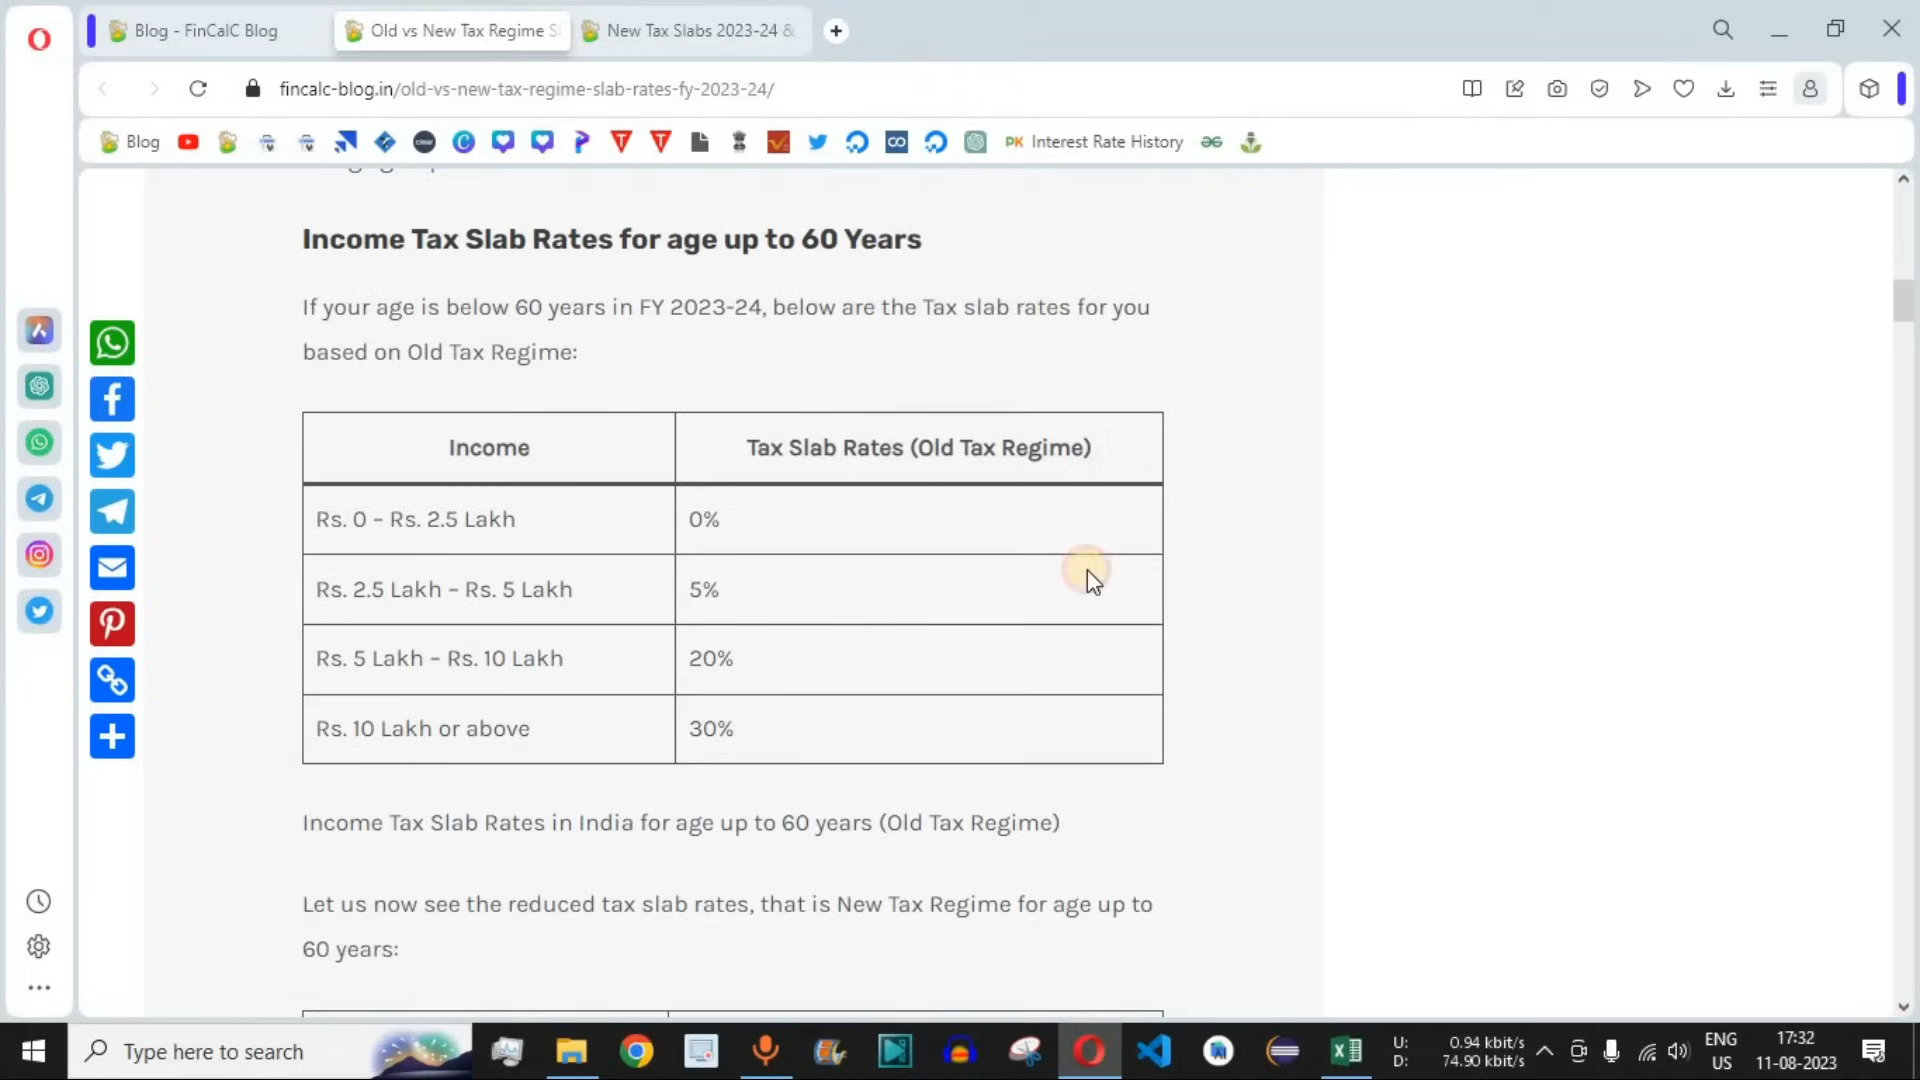 Blog - FinCalC Blog
Old vs New Tax Regime S
New Tax Slabs 2023-24 &
fincalc-blog.in/old-vs-new-tax-regime-slab-rates-fy-2023-24/
Blog
PK Interest Rate History
Income Tax Slab Rates for age up to 60 Years
If your age is below 60 years in FY 2023-24, below are the Tax slab rates for you
based on Old Tax Regime:
Income Tax Slab Rates (Old Tax Regime)
Rs. 0 – Rs. 2.5 Lakh 0%
Rs. 2.5 Lakh – Rs. 5 Lakh 5%
Rs. 5 Lakh – Rs. 10 Lakh 20%
Rs. 10 Lakh or above 30%
Income Tax Slab Rates in India for age up to 60 years (Old Tax Regime)
Let us now see the reduced tax slab rates, that is New Tax Regime for age up to
60 years:
Type here to search
U: 0.94 kbit/s
D: 74.90 kbit/s
ENG
US
17:32
11-08-2023